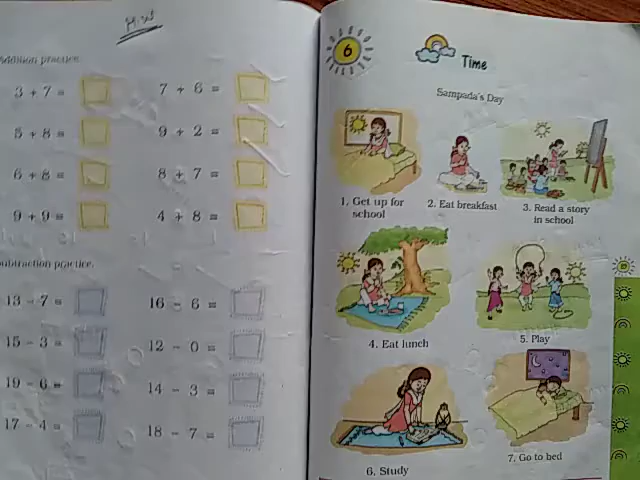 H.W
Addition practice.
3 + 7 =
7 + 6 =
5 + 8 =
9 + 2 =
6 + 8 =
8 + 7 =
9 + 9 =
4 + 8 =
Subtraction practice.
13 - 7 =
16 - 6 =
15 - 3 =
12 - 0 =
19 - 6 =
14 - 3 =
17 - 4 =
18 - 7 =
6
Time
Sampada's Day
1. Get up for
school
2. Eat breakfast
3. Read a story
in school
4. Eat lunch
5. Play
6. Study
7. Go to bed